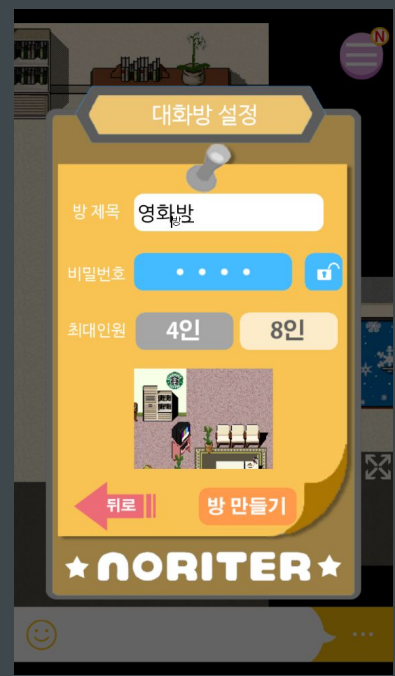 N
대화방 설정
방 제목 영화방
비밀번호 • • • •
최대인원 4인 8인
뒤로 방 만들기
★ NORITER ★
...